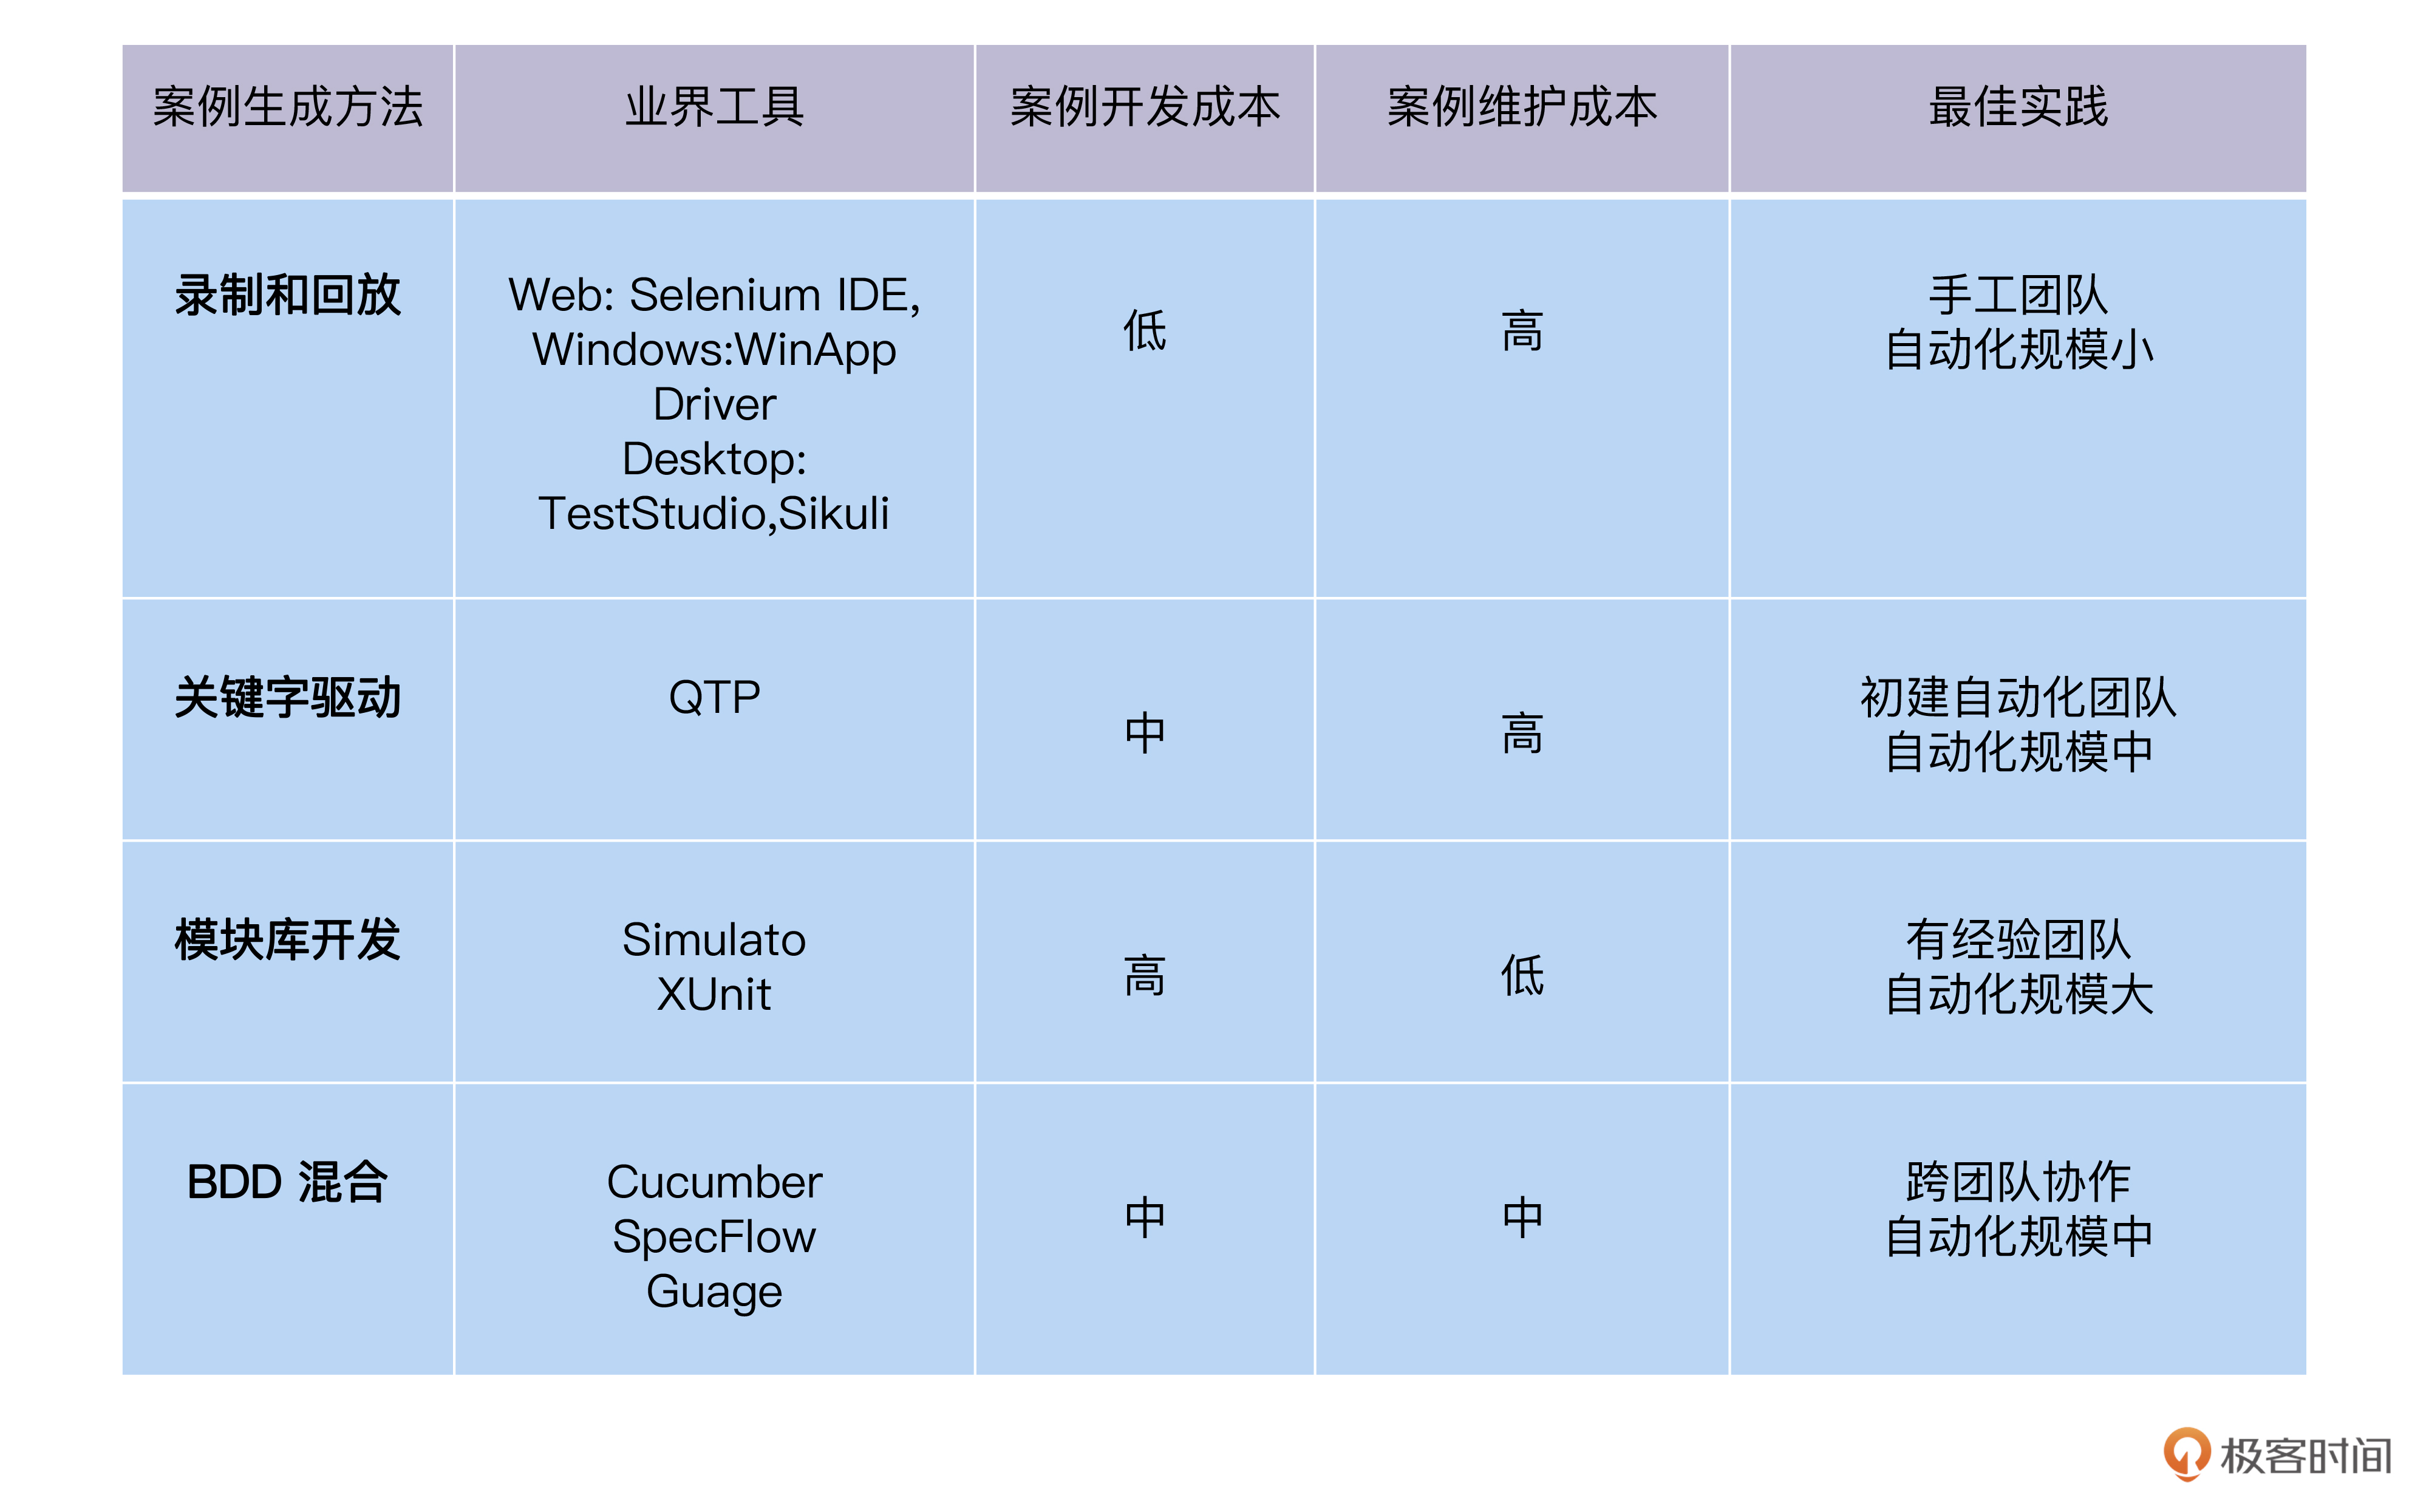 案例生成方法 业界工具 案例开发成本 案例维护成本 最佳实践
录制和回放
Web: Selenium IDE,
Windows:WinApp
Driver
Desktop:
TestStudio,Sikuli
低
高
手工团队
自动化规模小
关键字驱动
QTP
中
高
初建自动化团队
自动化规模中
模块库开发
Simulato
XUnit
高
低
有经验团队
自动化规模大
BDD 混合
Cucumber
SpecFlow
Guage
中
中
跨团队协作
自动化规模中
极客时间